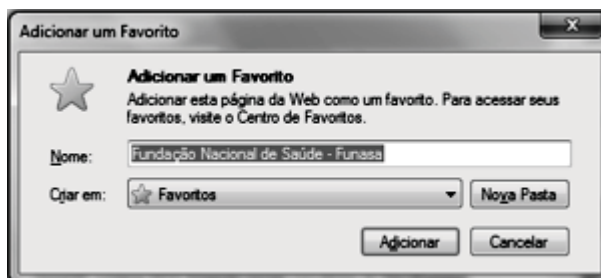 Adicionar um Favorito
Adicionar um Favorito
Adicionar esta página da Web como um favorito. Para acessar seus
favoritos, visite o Centro de Favoritos.
Nome: Fundação Nacional de Saúde - Funasa
Criar em: Favoritos Nova Pasta
Adicionar Cancelar